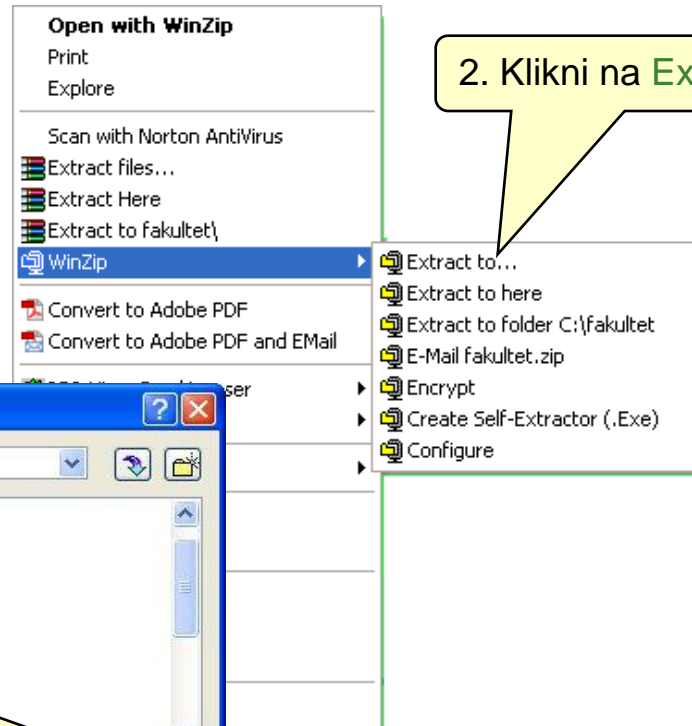 Open with WinZip
Print
Explore
2. Klikni na Ex
Scan with Norton AntiVirus
Extract files...
Extract Here
Extract to fakultet\
WinZip
Extract to...
Extract to here
Extract to folder C:\fakultet
E-Mail fakultet.zip
Encrypt
Create Self-Extractor (.Exe)
Configure
Convert to Adobe PDF
Convert to Adobe PDF and EMail